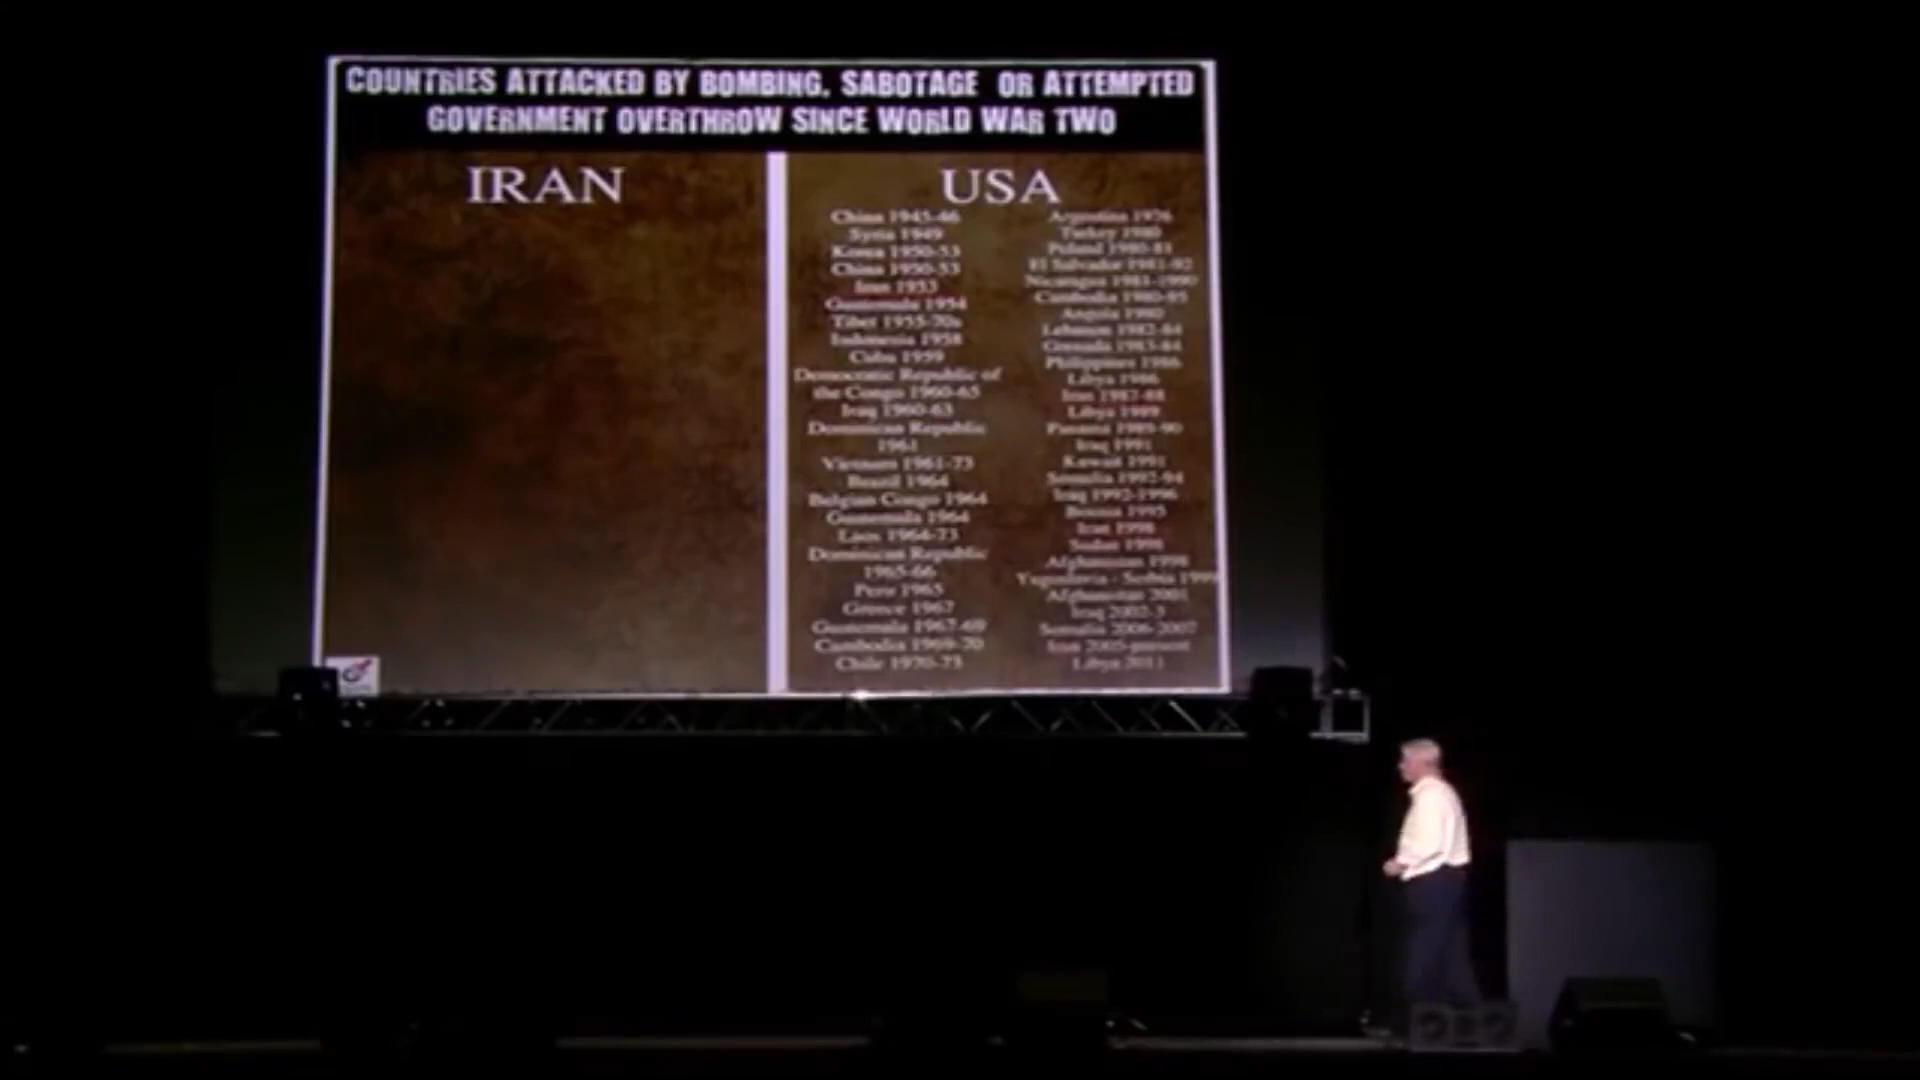 COUNTRIES ATTACKED BY BOMBING, SABOTAGE OR ATTEMPTED
GOVERNMENT OVERTHROW SINCE WORLD WAR TWO
IRAN
USA
China 1945-46
Syria 1949
Korea 1950-53
China 1950-53
Iran 1953
Guatemala 1954
Tibet 1955-70s
Indonesia 1958
Cuba 1959
Democratic Republic of
the Congo 1960-65
Iraq 1960-63
Dominican Republic
1961
Vietnam 1961-73
Brazil 1964
Belgian Congo 1964
Guatemala 1964
Laos 1964-73
Dominican Republic
1965-66
Peru 1965
Greece 1967
Guatemala 1967-69
Cambodia 1969-70
Chile 1970-73
Argentina 1976
Turkey 1980
Poland 1980-81
El Salvador 1981-92
Nicaragua 1981-1990
Cambodia 1980-95
Angola 1980
Lebanon 1982-84
Grenada 1983-84
Philippines 1986
Libya 1986
Iran 1987-88
Libya 1989
Panama 1989-90
Iraq 1991
Kuwait 1991
Somalia 1992-94
Iraq 1992-1996
Bosnia 1995
Iran 1998
Sudan 1998
Afghanistan 1998
Yugoslavia - Serbia 1999
Afghanistan 2001
Iraq 2002-3
Somalia 2006-2007
Iran 2005-present
Libya 2011